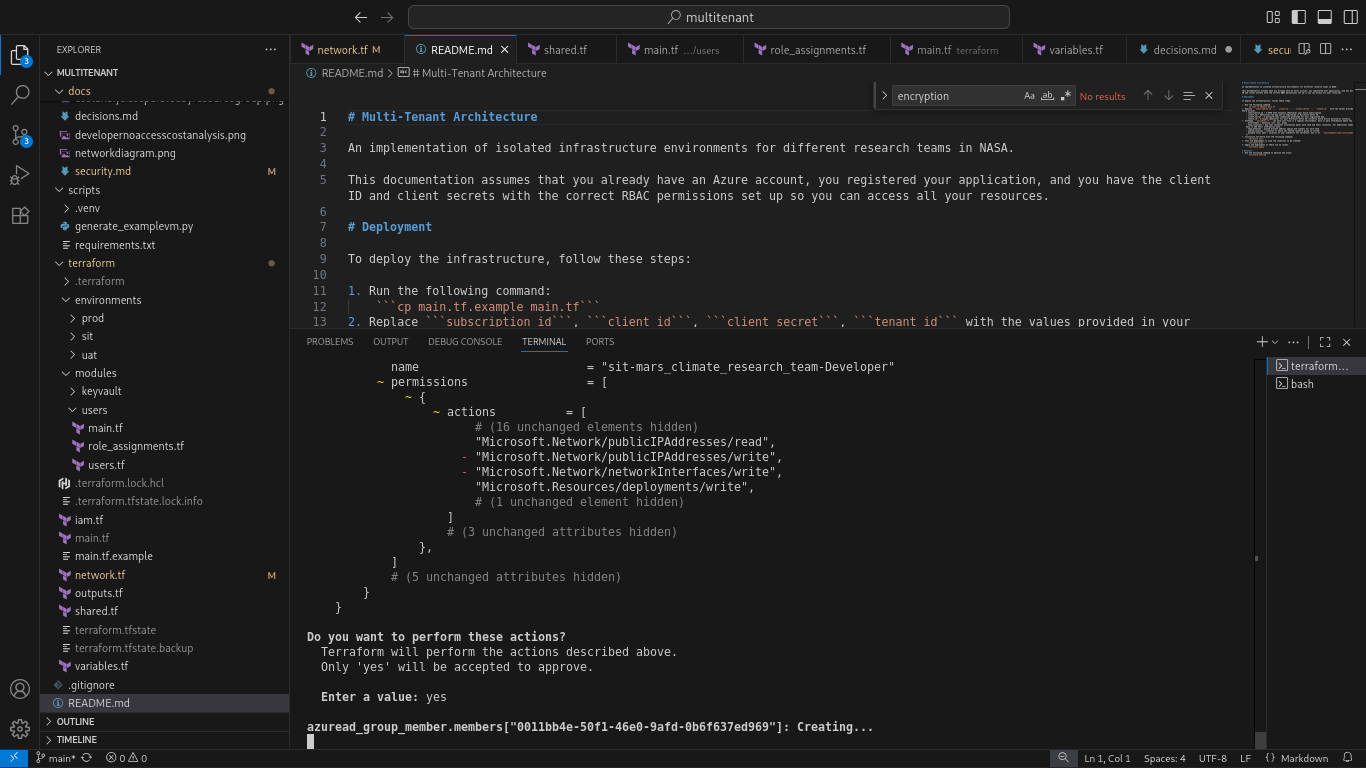 multitenant
EXPLORER
MULTITENANT
docs
decisions.md
developernoaccesscostanalysis.png
networkdiagram.png
security.md M
scripts
.venv
generate_examplevm.py
requirements.txt
terraform
.terraform
environments
prod
sit
uat
modules
keyvault
users
main.tf
role_assignments.tf
users.tf
.terraform.lock.hcl
.terraform.tfstate.lock.info
iam.tf
main.tf
main.tf.example
network.tf M
outputs.tf
shared.tf
terraform.tfstate
terraform.tfstate.backup
variables.tf
.gitignore
README.md
OUTLINE
TIMELINE
3
3
network.tf M README.md shared.tf main.tf .../users role_assignments.tf main.tf terraform variables.tf decisions.md secu
README.md > # Multi-Tenant Architecture
encryption Aa ab .* No results
1 # Multi-Tenant Architecture
2
3 An implementation of isolated infrastructure environments for different research teams in NASA.
4
5 This documentation assumes that you already have an Azure account, you registered your application, and you have the client
ID and client secrets with the correct RBAC permissions set up so you can access all your resources.
6
7 # Deployment
8
9 To deploy the infrastructure, follow these steps:
10
11 1. Run the following command:
12 ```cp main.tf.example main.tf```
13 2. Replace ```subscription_id```, ```client_id```, ```client_secret```, ```tenant_id``` with the values provided in your
PROBLEMS OUTPUT DEBUG CONSOLE TERMINAL PORTS
terraform...
bash
name = "sit-mars_climate_research_team-Developer"
~ permissions = [
~ {
~ actions = [
# (16 unchanged elements hidden)
"Microsoft.Network/publicIPAddresses/read",
- "Microsoft.Network/publicIPAddresses/write",
- "Microsoft.Network/networkInterfaces/write",
"Microsoft.Resources/deployments/write",
# (1 unchanged element hidden)
]
# (3 unchanged attributes hidden)
},
]
# (5 unchanged attributes hidden)
}
}
Do you want to perform these actions?
Terraform will perform the actions described above.
Only 'yes' will be accepted to approve.
Enter a value: yes
azuread_group_member.members["0011bb4e-50f1-46e0-9afd-0b6f637ed969"]: Creating...
main* 0 0 Ln 1, Col 1 Spaces: 4 UTF-8 LF {} Markdown